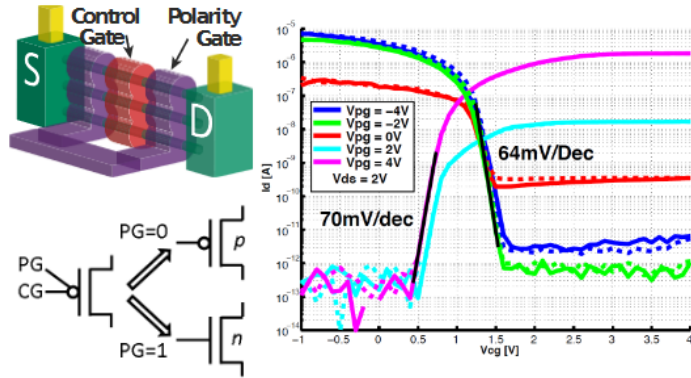 Control
Gate
Polarity
Gate
S
D
PG
CG
PG=0
p
PG=1
n
Id [A]
10⁻⁵
10⁻⁶
10⁻⁷
10⁻⁸
10⁻⁹
10⁻¹⁰
10⁻¹¹
10⁻¹²
10⁻¹³
10⁻¹⁴
Vpg = −4V
Vpg = −2V
Vpg = 0V
Vpg = 2V
Vpg = 4V
Vds = 2V
64mV/Dec
70mV/dec
-1 -0.5 0 0.5 1 1.5 2 2.5 3 3.5 4
Vcg [V]